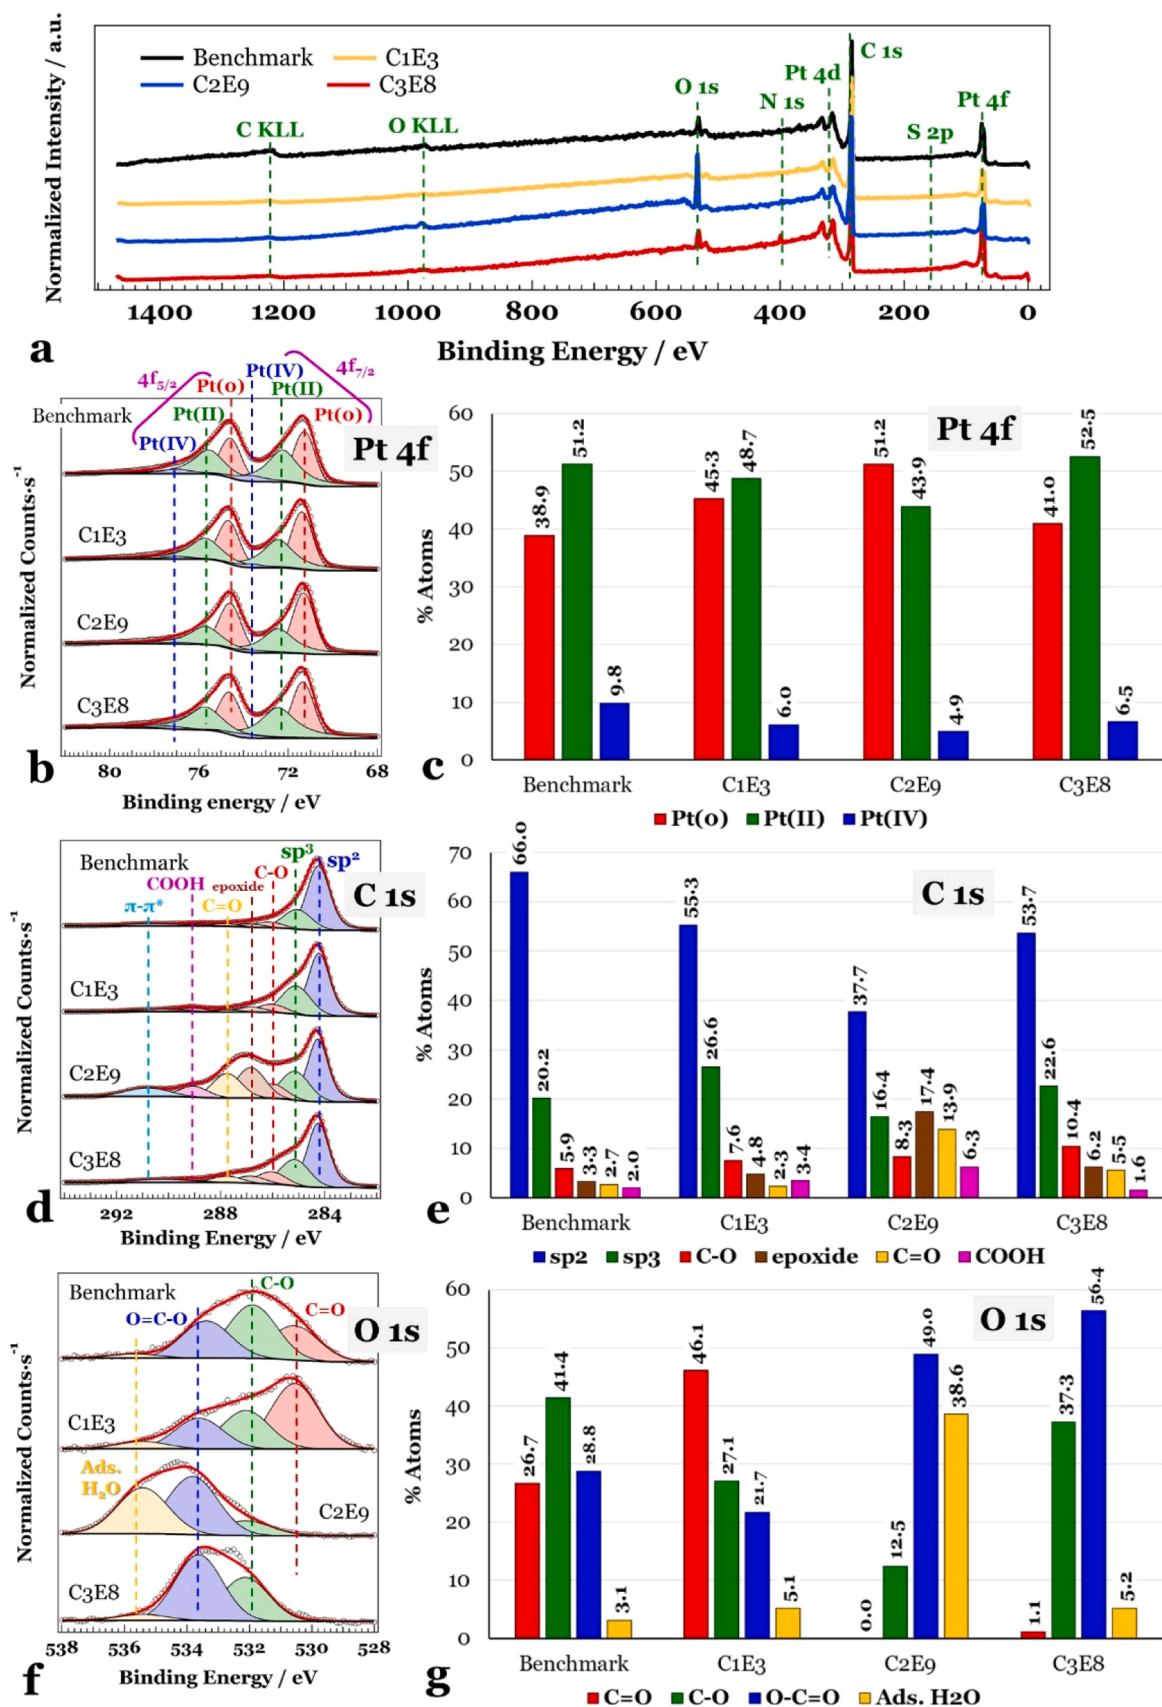 Normalized Intensity / a.u.
Benchmark
C1E3
C2E9
C3E8
C KLL
O KLL
O 1s
N 1s
Pt 4d
C 1s
S 2p
Pt 4f
1400 1200 1000 800 600 400 200 0
Binding Energy / eV
a
4f5/2
4f7/2
Pt(IV)
Pt(0)
Pt(II)
Benchmark
Pt(II)
Pt(0)
Pt(IV)
Pt 4f
C1E3
C2E9
C3E8
Normalized Counts·s-1
80 76 72 68
Binding energy / eV
b
Pt 4f
60
50
40
30
20
10
0
% Atoms
38.9 51.2 9.8
45.3 48.7 6.0
51.2 43.9 4.9
41.0 52.5 6.5
Benchmark C1E3 C2E9 C3E8
Pt(0) Pt(II) Pt(IV)
c
Benchmark
sp3
sp2
C-O
COOH
epoxide
C=O
π-π*
C 1s
C1E3
C2E9
C3E8
Normalized Counts·s-1
292 288 284
Binding Energy / eV
d
C 1s
70
60
50
40
30
20
10
0
% Atoms
66.0 20.2 5.9 3.3 2.7 2.0
55.3 26.6 7.6 4.8 2.3 3.4
37.7 16.4 8.3 17.4 13.9 6.3
53.7 22.6 10.4 6.2 5.5 1.6
Benchmark C1E3 C2E9 C3E8
sp2 sp3 C-O epoxide C=O COOH
e
Benchmark
C-O
O=C-O
C=O
O 1s
C1E3
Ads.
H2O
C2E9
C3E8
Normalized Counts·s-1
538 536 534 532 530 528
Binding Energy / eV
f
O 1s
60
50
40
30
20
10
0
% Atoms
26.7 41.4 28.8 3.1
46.1 27.1 21.7 5.1
0.0 12.5 49.0 38.6
1.1 37.3 56.4 5.2
Benchmark C1E3 C2E9 C3E8
C=O C-O O-C=O Ads. H2O
g